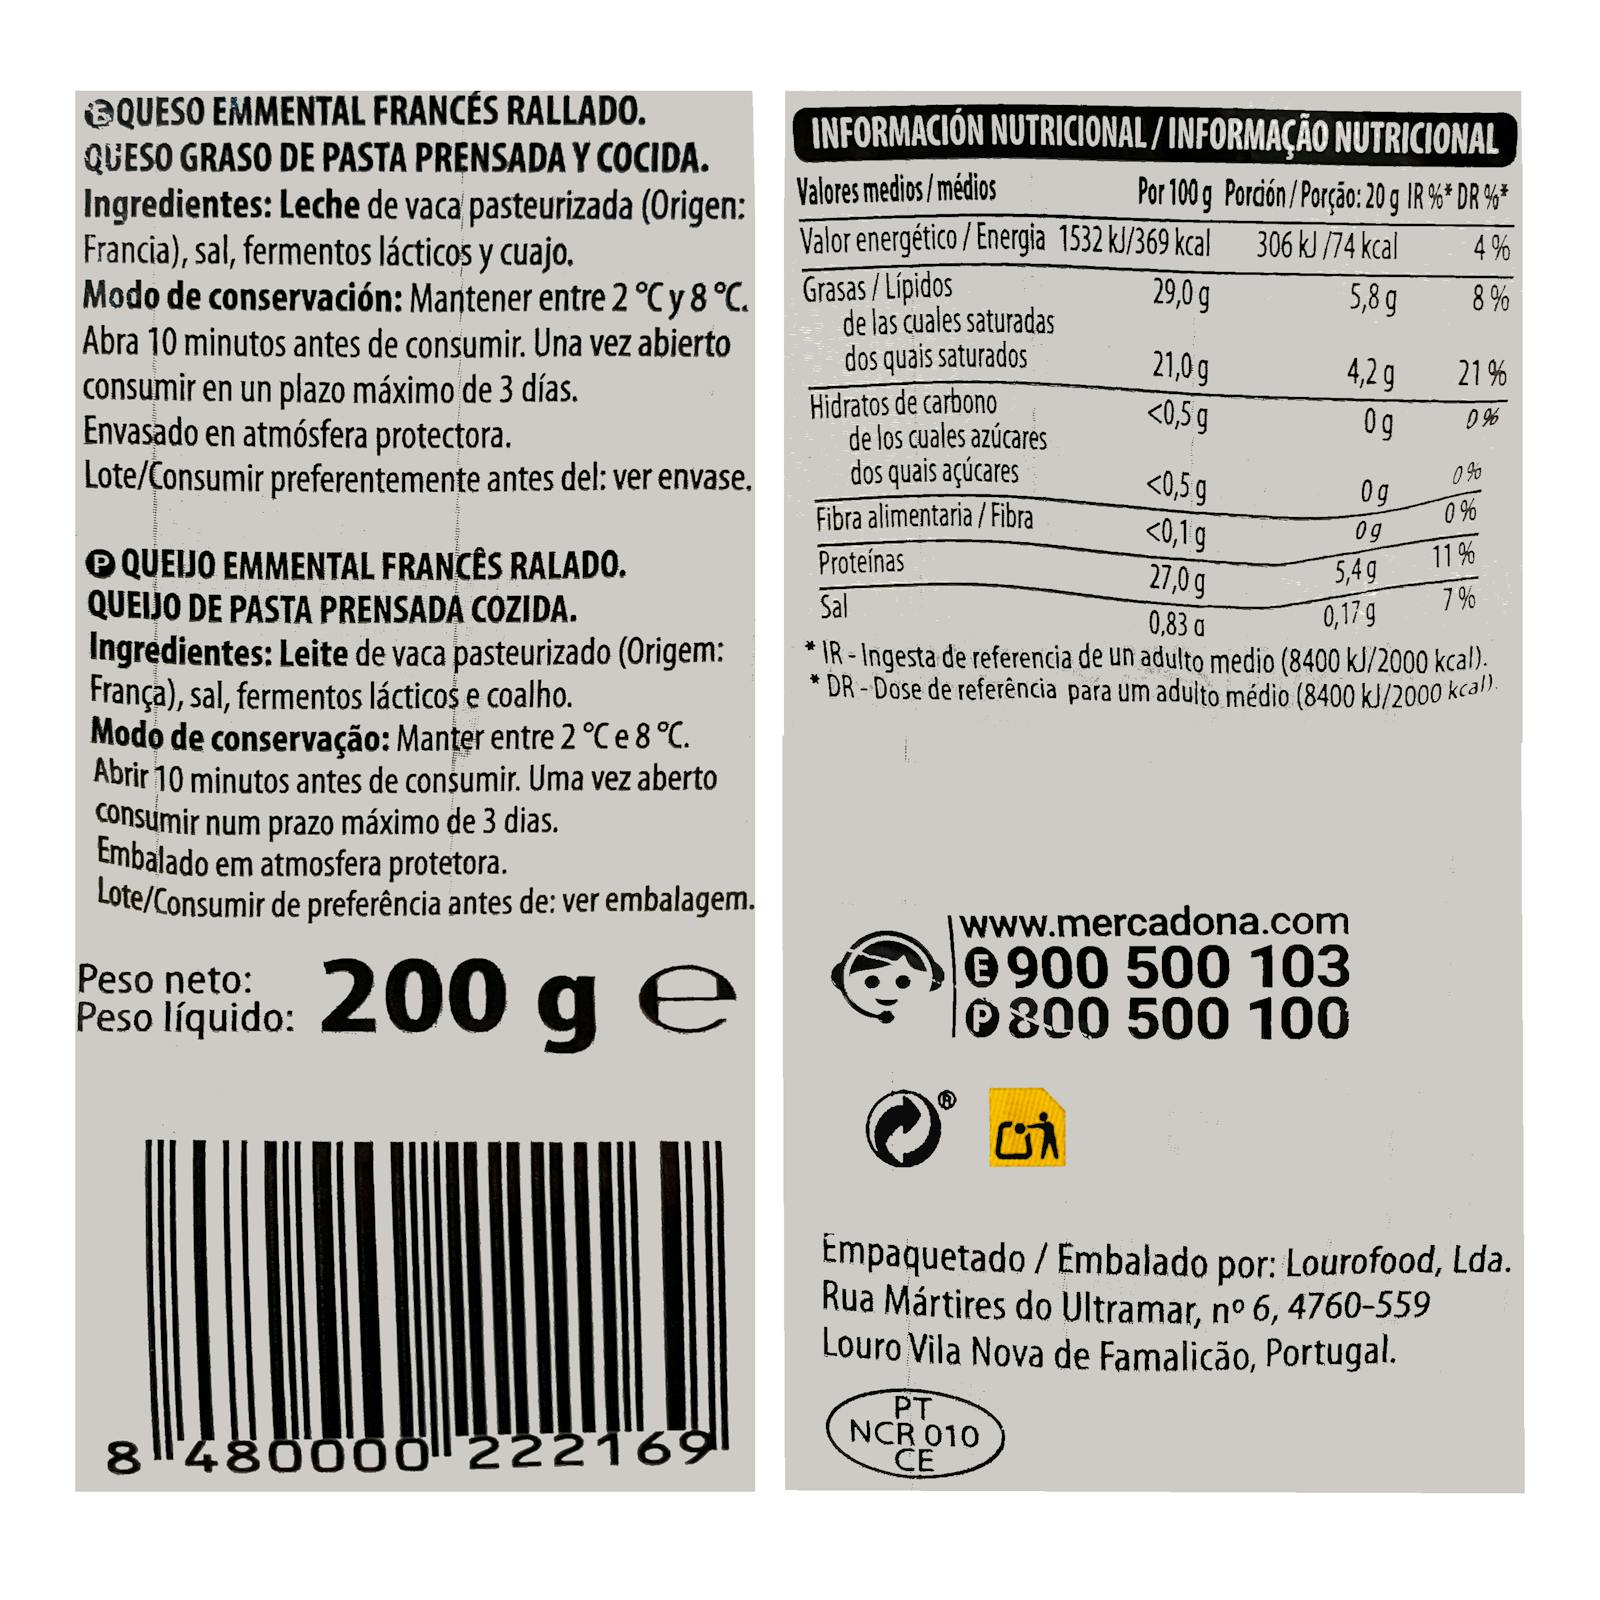 E QUESO EMMENTAL FRANCÉS RALLADO.
QUESO GRASO DE PASTA PRENSADA Y COCIDA.
Ingredientes: Leche de vaca pasteurizada (Origen:
Francia), sal, fermentos lácticos y cuajo.
Modo de conservación: Mantener entre 2 °C y 8 °C.
Abra 10 minutos antes de consumir. Una vez abierto
consumir en un plazo máximo de 3 días.
Envasado en atmósfera protectora.
Lote/Consumir preferentemente antes del: ver envase.
P QUEIJO EMMENTAL FRANCÊS RALADO.
QUEIJO DE PASTA PRENSADA COZIDA.
Ingredientes: Leite de vaca pasteurizado (Origem:
França), sal, fermentos lácticos e coalho.
Modo de conservação: Manter entre 2 °C e 8 °C.
Abrir 10 minutos antes de consumir. Uma vez aberto
consumir num prazo máximo de 3 dias.
Embalado em atmosfera protetora.
Lote/Consumir de preferência antes de: ver embalagem.
Peso neto:
Peso líquido: 200 g e
8 480000 222169
INFORMACIÓN NUTRICIONAL / INFORMAÇÃO NUTRICIONAL
Valores medios / médios Por 100 g Porción / Porção: 20 g IR %* DR %*
Valor energético / Energia 1532 kJ/369 kcal 306 kJ /74 kcal 4 %
Grasas / Lípidos 29,0 g 5,8 g 8 %
de las cuales saturadas
dos quais saturados 21,0 g 4,2 g 21 %
Hidratos de carbono <0,5 g 0 g 0 %
de los cuales azúcares
dos quais açúcares <0,5 g 0 g 0 %
Fibra alimentaria / Fibra <0,1 g 0 g 0 %
Proteínas 27,0 g 5,4 g 11 %
Sal 0,83 g 0,17 g 7 %
* IR - Ingesta de referencia de un adulto medio (8400 kJ/2000 kcal).
* DR - Dose de referência para um adulto médio (8400 kJ/2000 kcal).
www.mercadona.com
E 900 500 103
P 800 500 100
®
Empaquetado / Embalado por: Lourofood, Lda.
Rua Mártires do Ultramar, nº 6, 4760-559
Louro Vila Nova de Famalicão, Portugal.
PT
NCR 010
CE